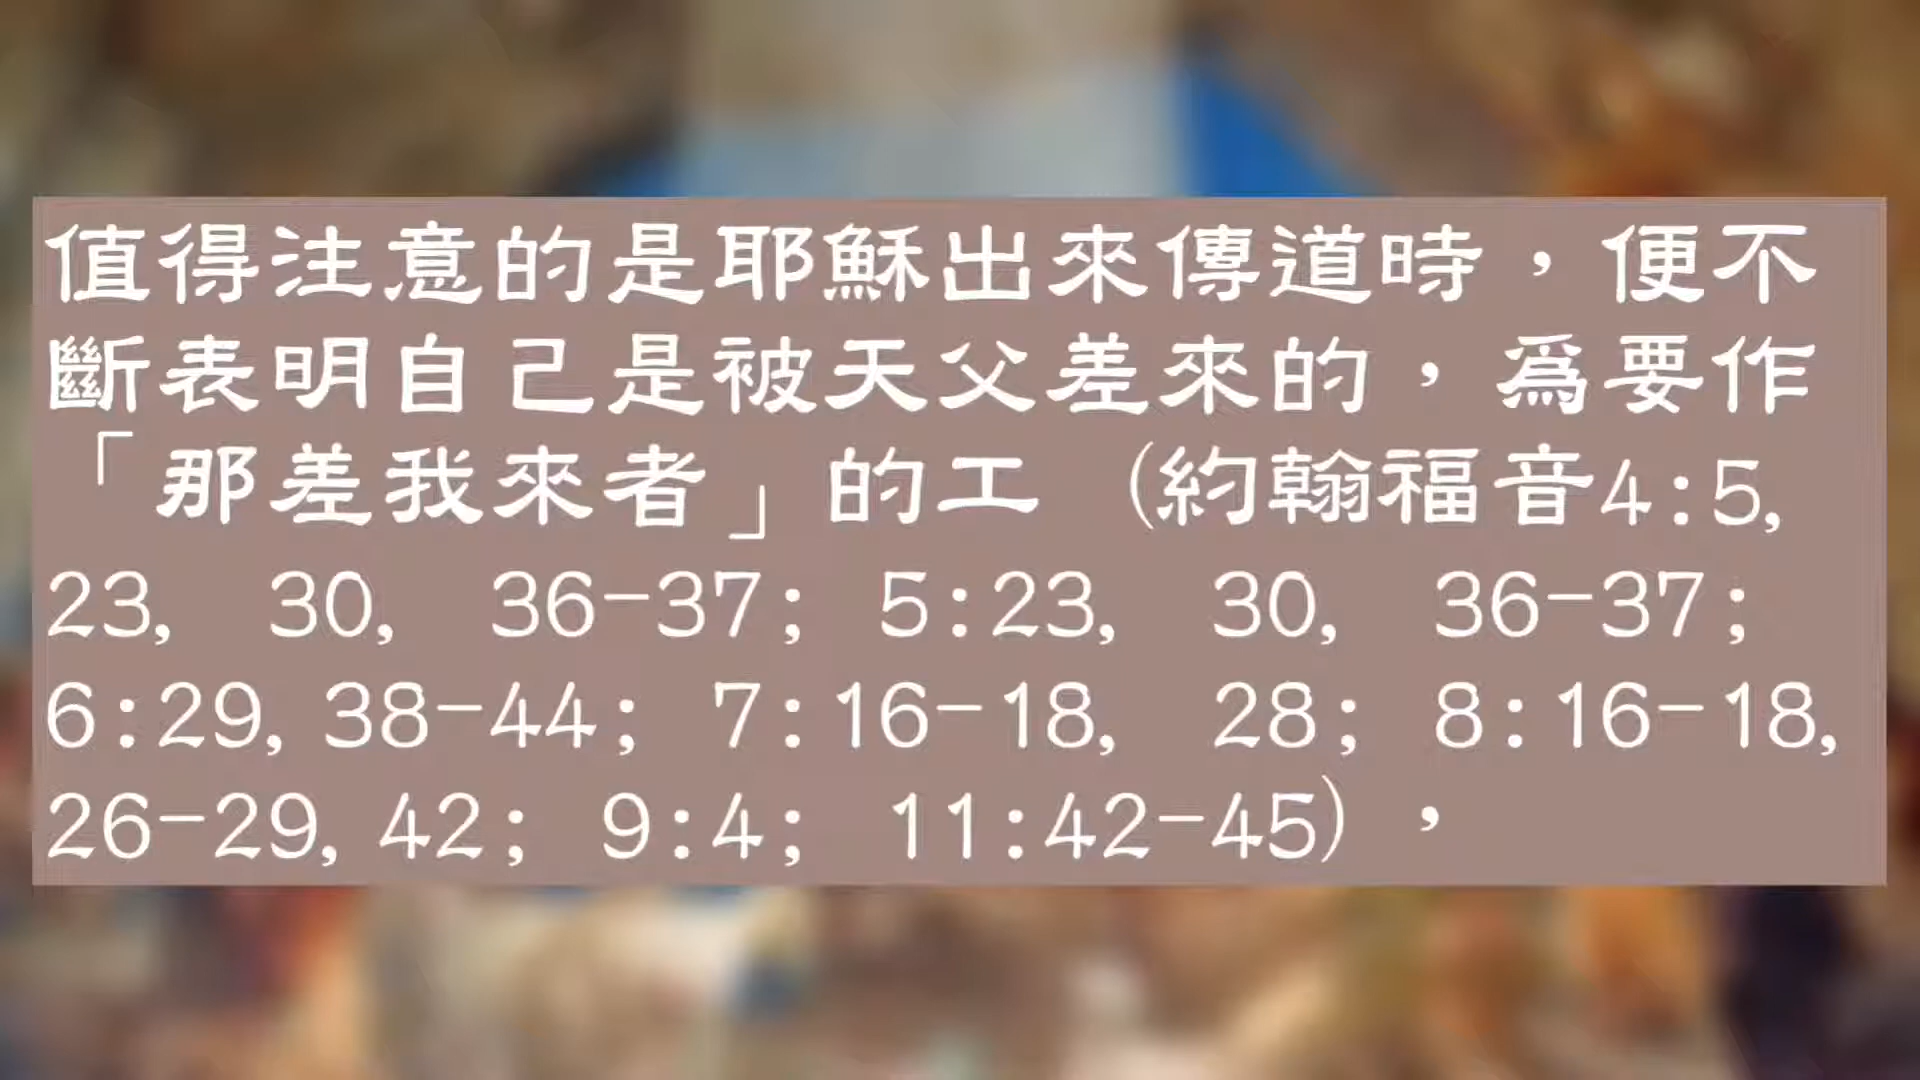 值得注意的是耶穌出來傳道時，便不
斷表明自己是被天父差來的，爲要作
「那差我來者」的工 (約翰福音4:5,
23, 30, 36-37; 5:23, 30, 36-37;
6:29, 38-44; 7:16-18, 28; 8:16-18,
26-29, 42; 9:4; 11:42-45) ，